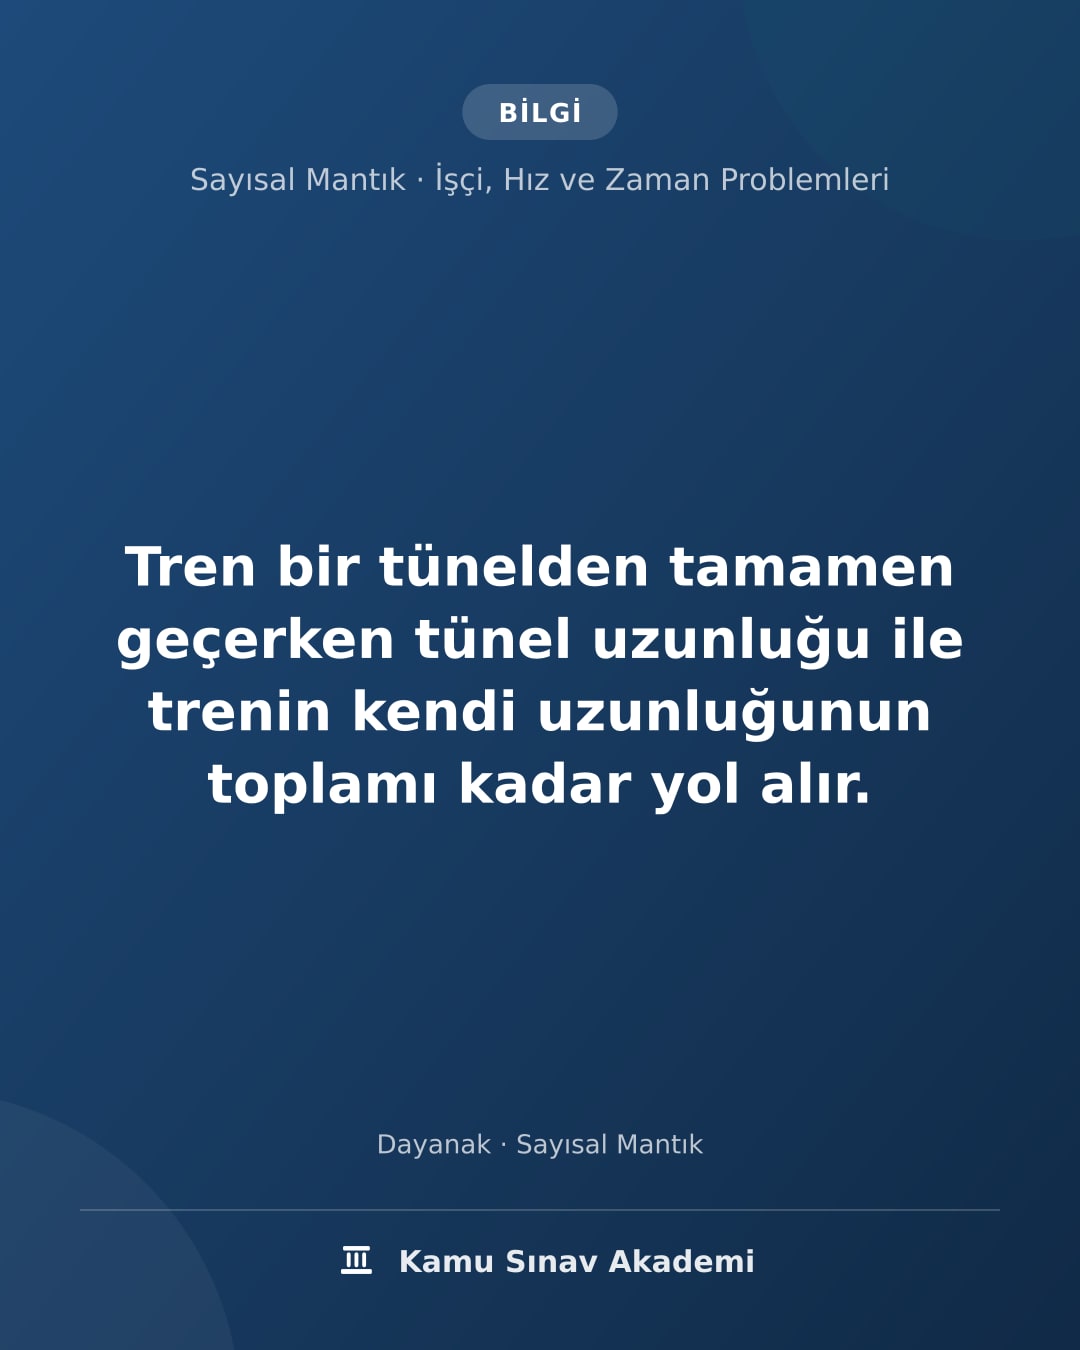 BİLGİ
Sayısal Mantık · İşçi, Hız ve Zaman Problemleri
Tren bir tünelden tamamen
geçerken tünel uzunluğu ile
trenin kendi uzunluğunun
toplamı kadar yol alır.
Dayanak · Sayısal Mantık
Kamu Sınav Akademi